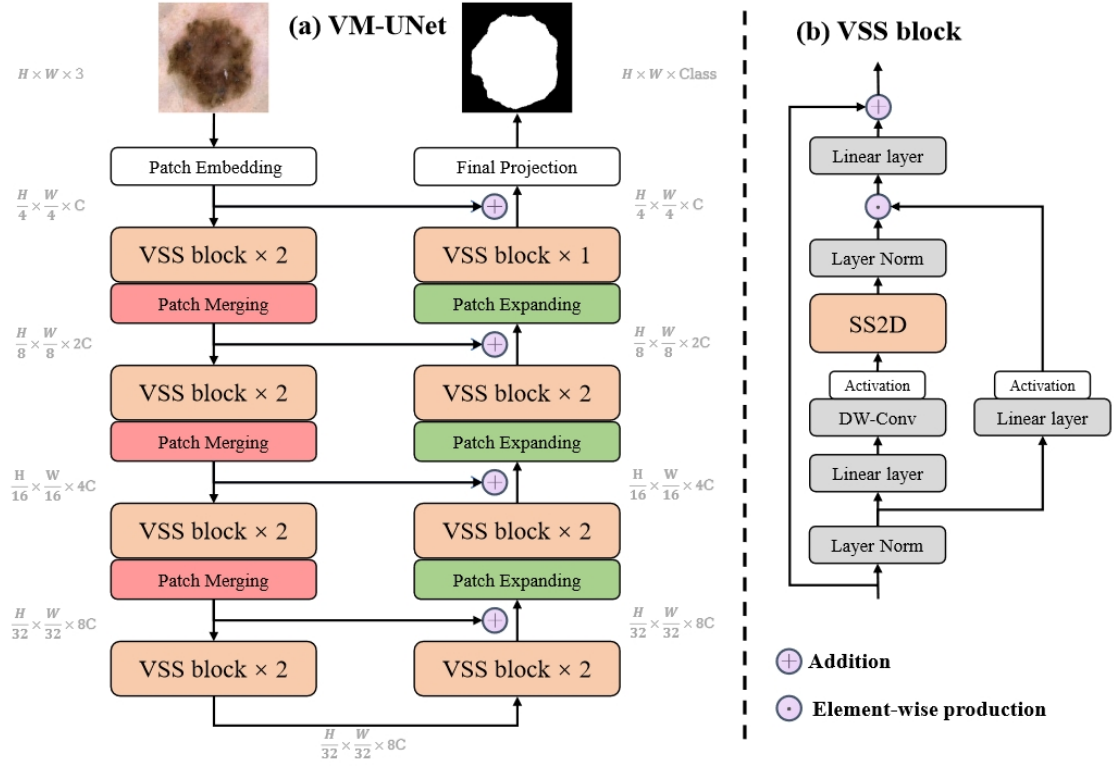 (a) VM-UNet
H × W × 3
H × W × Class
Patch Embedding
Final Projection
H/4 × W/4 × C
H/4 × W/4 × C
VSS block × 2
VSS block × 1
Patch Merging
Patch Expanding
H/8 × W/8 × 2C
H/8 × W/8 × 2C
VSS block × 2
VSS block × 2
Patch Merging
Patch Expanding
H/16 × W/16 × 4C
H/16 × W/16 × 4C
VSS block × 2
VSS block × 2
Patch Merging
Patch Expanding
H/32 × W/32 × 8C
H/32 × W/32 × 8C
VSS block × 2
VSS block × 2
H/32 × W/32 × 8C
(b) VSS block
Linear layer
Layer Norm
SS2D
Activation
Activation
DW-Conv
Linear layer
Linear layer
Layer Norm
Addition
Element-wise production